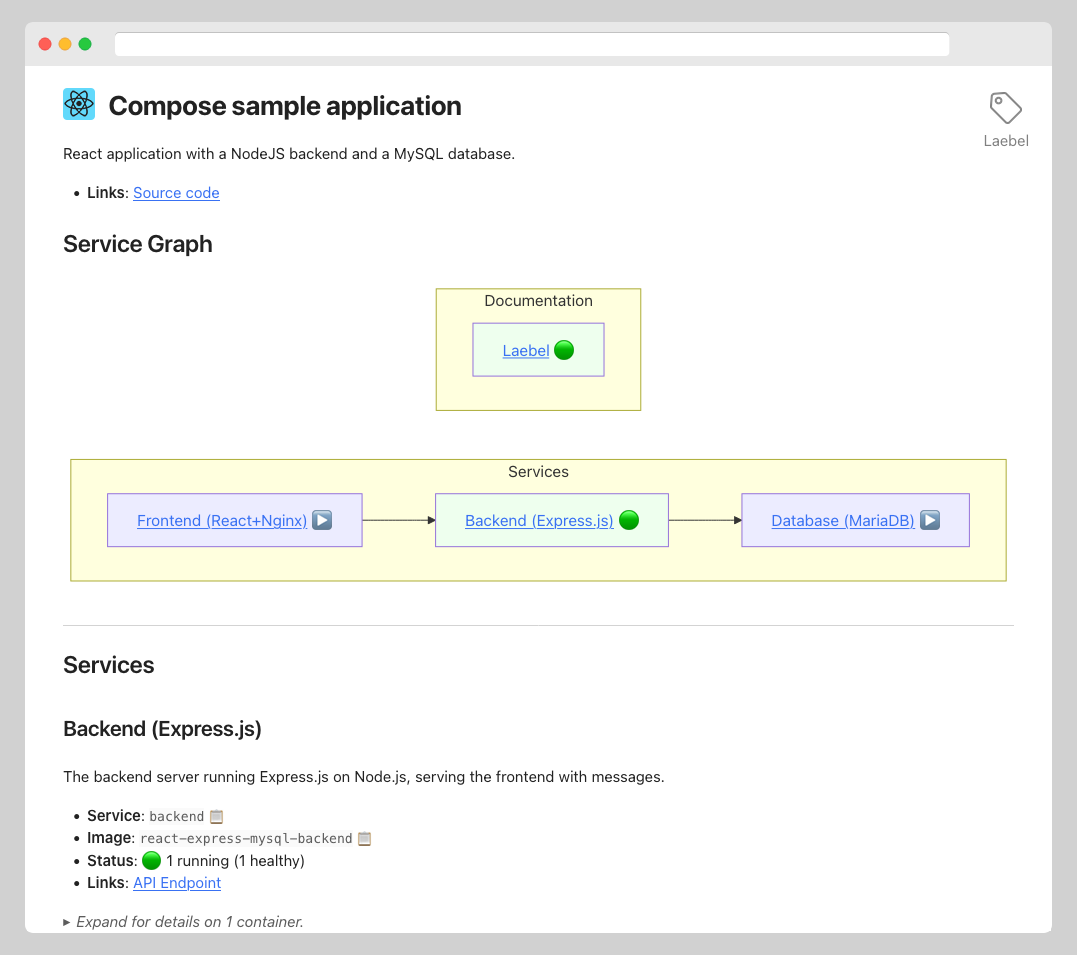 Compose sample application
Laebel
React application with a NodeJS backend and a MySQL database.
• Links: Source code
Service Graph
Documentation
Laebel
Services
Frontend (React+Nginx)
Backend (Express.js)
Database (MariaDB)
Services
Backend (Express.js)
The backend server running Express.js on Node.js, serving the frontend with messages.
• Service: backend
• Image: react-express-mysql-backend
• Status: 1 running (1 healthy)
• Links: API Endpoint
▸ Expand for details on 1 container.